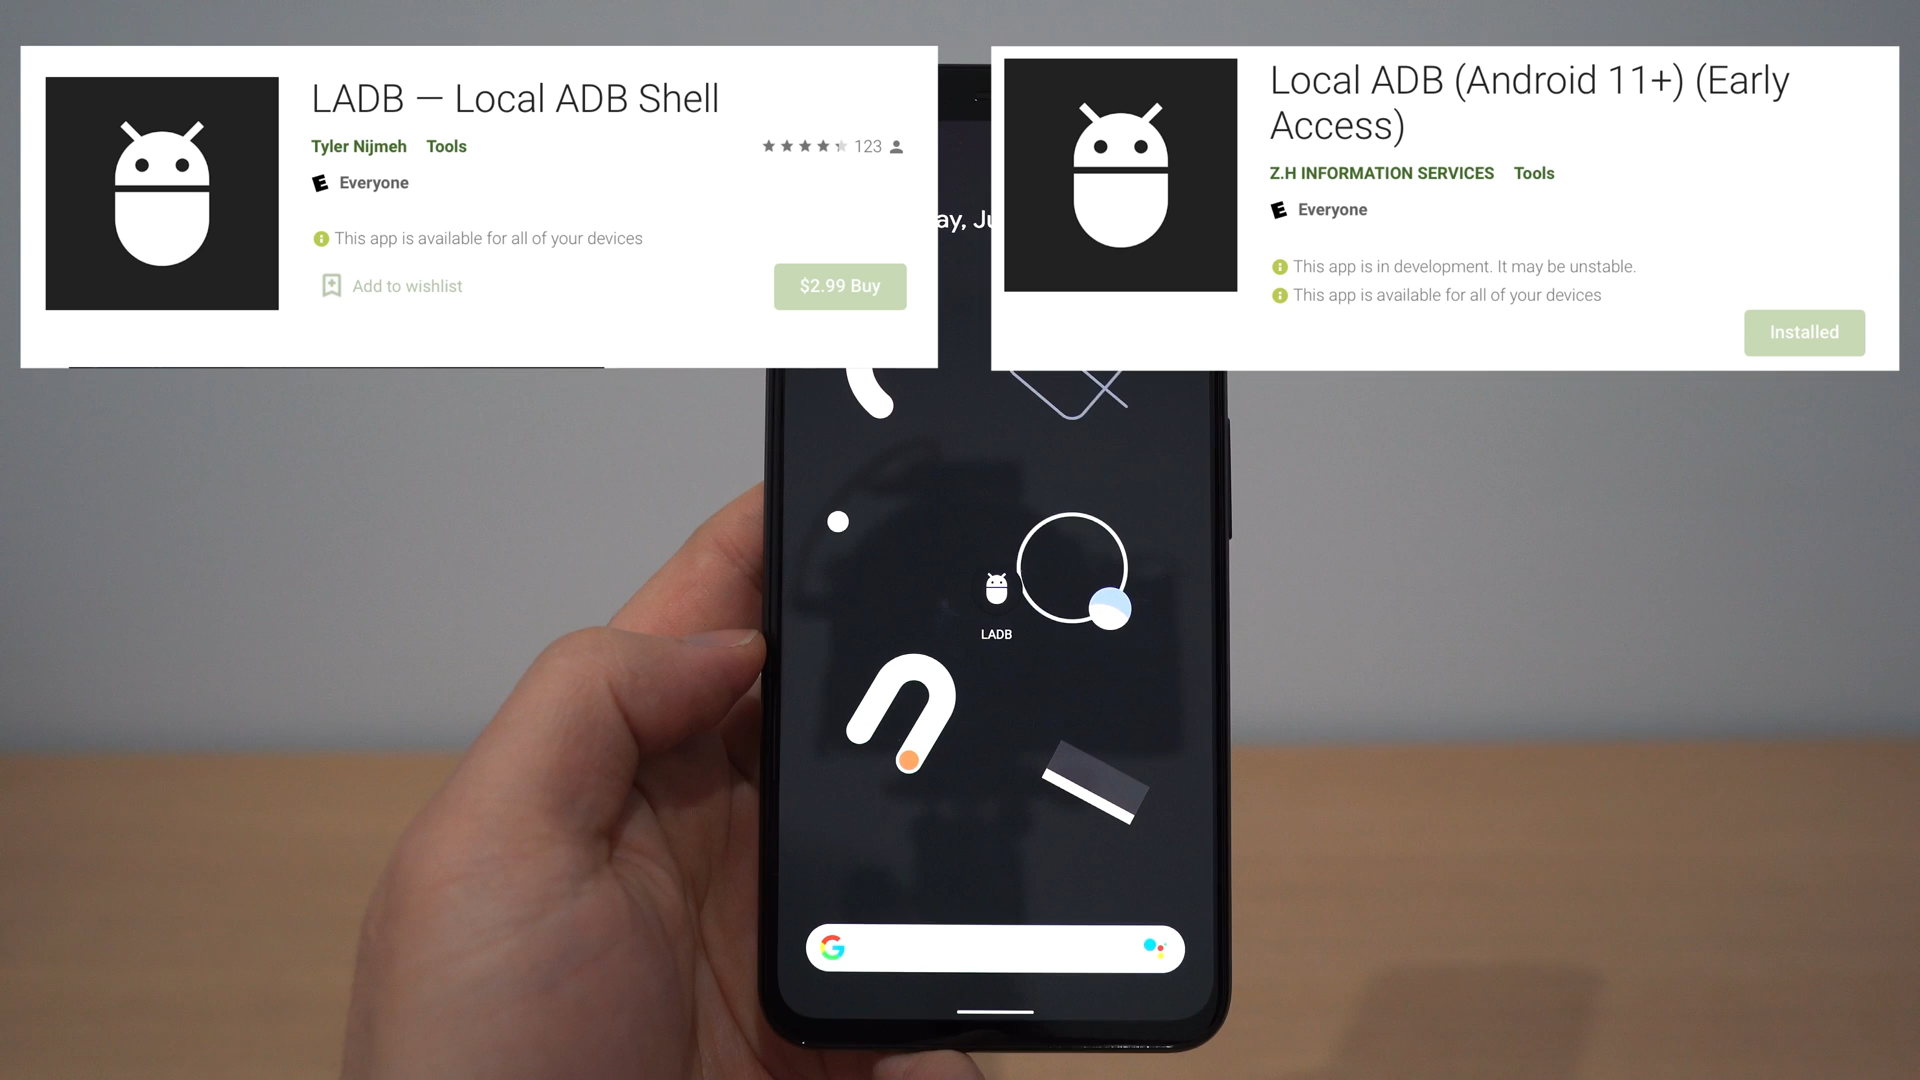 LADB — Local ADB Shell
Tyler Nijmeh Tools 123
E Everyone
This app is available for all of your devices
Add to wishlist
$2.99 Buy
Local ADB (Android 11+) (Early
Access)
Z.H INFORMATION SERVICES Tools
E Everyone
This app is in development. It may be unstable.
This app is available for all of your devices
Installed
ay, Ju
LADB
G